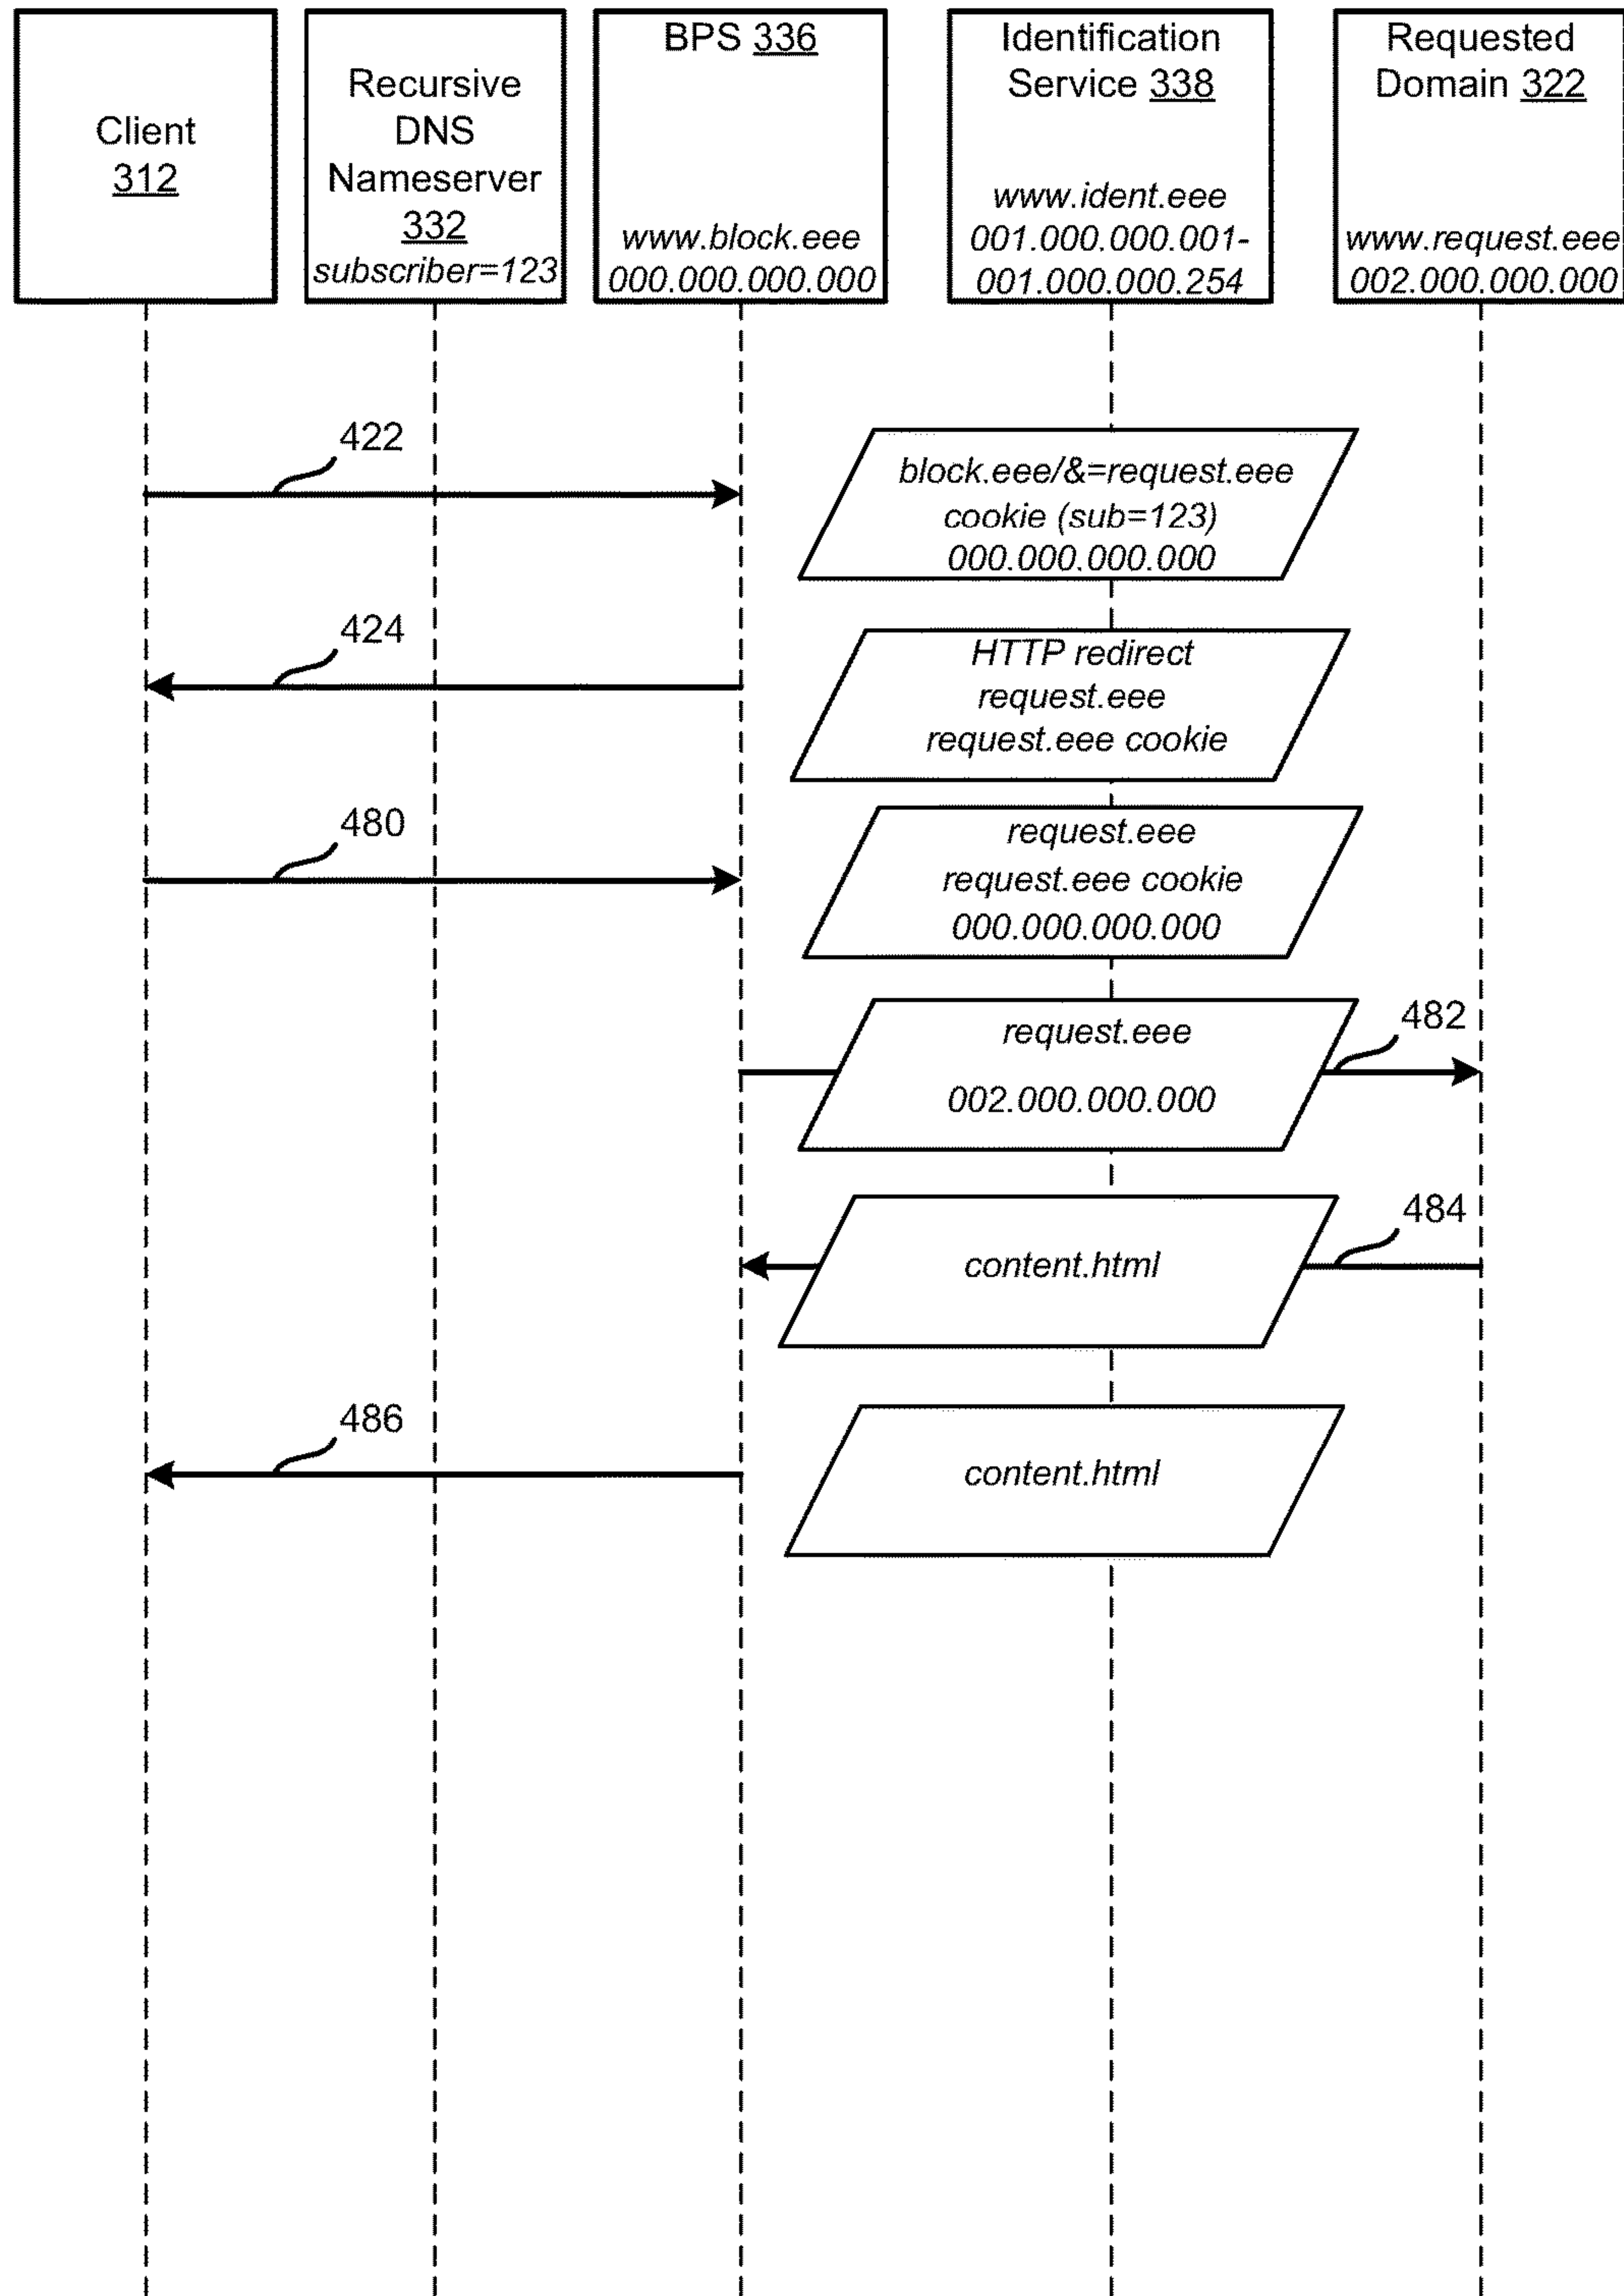 Client
312
Recursive
DNS
Nameserver
332
subscriber=123
BPS 336
www.block.eee
000.000.000.000
Identification
Service 338
www.ident.eee
001.000.000.001-
001.000.000.254
Requested
Domain 322
www.request.eee
002.000.000.000
422
block.eee/&=request.eee
cookie (sub=123)
000.000.000.000
424
HTTP redirect
request.eee
request.eee cookie
480
request.eee
request.eee cookie
000.000.000.000
482
request.eee
002.000.000.000
484
content.html
486
content.html